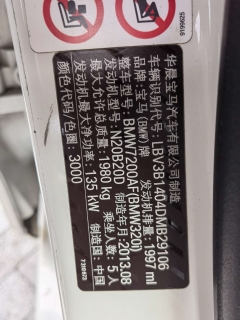 华晨宝马汽车有限公司制造
品牌:宝马(BMW)牌
车辆识别代号:LBV3B1404DMB29106
整车型号:BMW7200AF(BMW320I)
发动机型号:N20B20D 发动机排量:1997 ml
最大允许总质量:1980 kg 制造年月:2013.08
发动机最大净功率:135 kW 乘坐人数:5人
颜色代码/色圈:3000 制造国:中国